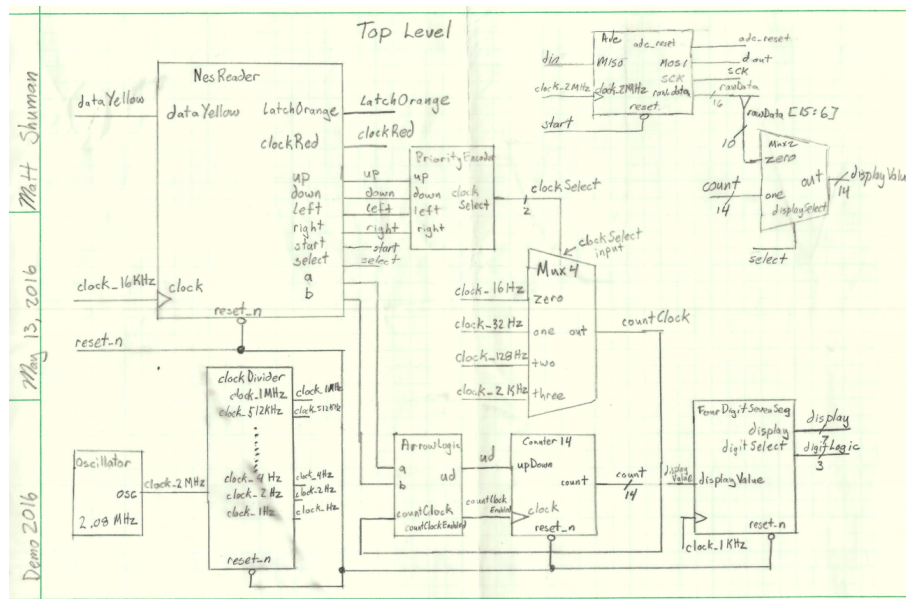 Top Level
Matt Shuman
May 13, 2016
Demo 2016
NesReader
dataYellow
dataYellow
LatchOrange
LatchOrange
clockRed
clockRed
up
up
down
down
left
left
right
right
start
start
select
select
a
b
clock_16KHz
clock
reset_n
reset_n
PriorityEncoder
up
down
left
right
clock
Select
clockSelect
2
clockSelect
input
Mux4
clock_16Hz
zero
clock_32Hz
one
out
countClock
clock_128Hz
two
clock_2KHz
three
Adc
adc_reset
adc_reset
din
MISO
MOSI
d.out
SCK
SCK
clock_2MHz
clock_2MHz
rawdata
rawData
16
reset
start
rawData [15:6]
10
Mux2
zero
count
14
one
out
displayValue
14
displaySelect
select
Oscillator
osc
2.08 MHz
clock_2MHz
clockDivider
clock_1MHz
clock_1MHz
clock_512KHz
clock_512KHz
clock_4Hz
clock_4Hz
clock_2Hz
clock_2Hz
clock_1Hz
clock_Hz
reset_n
ArrowLogic
a
b
ud
ud
countClock
countClockEnabled
countClock
Enabled
Counter 14
upDown
count
count
14
clock
reset_n
FourDigitSevenSeg
display
display
7
digitSelect
digitLogic
3
display
Value
displayValue
clock_1KHz
reset_n